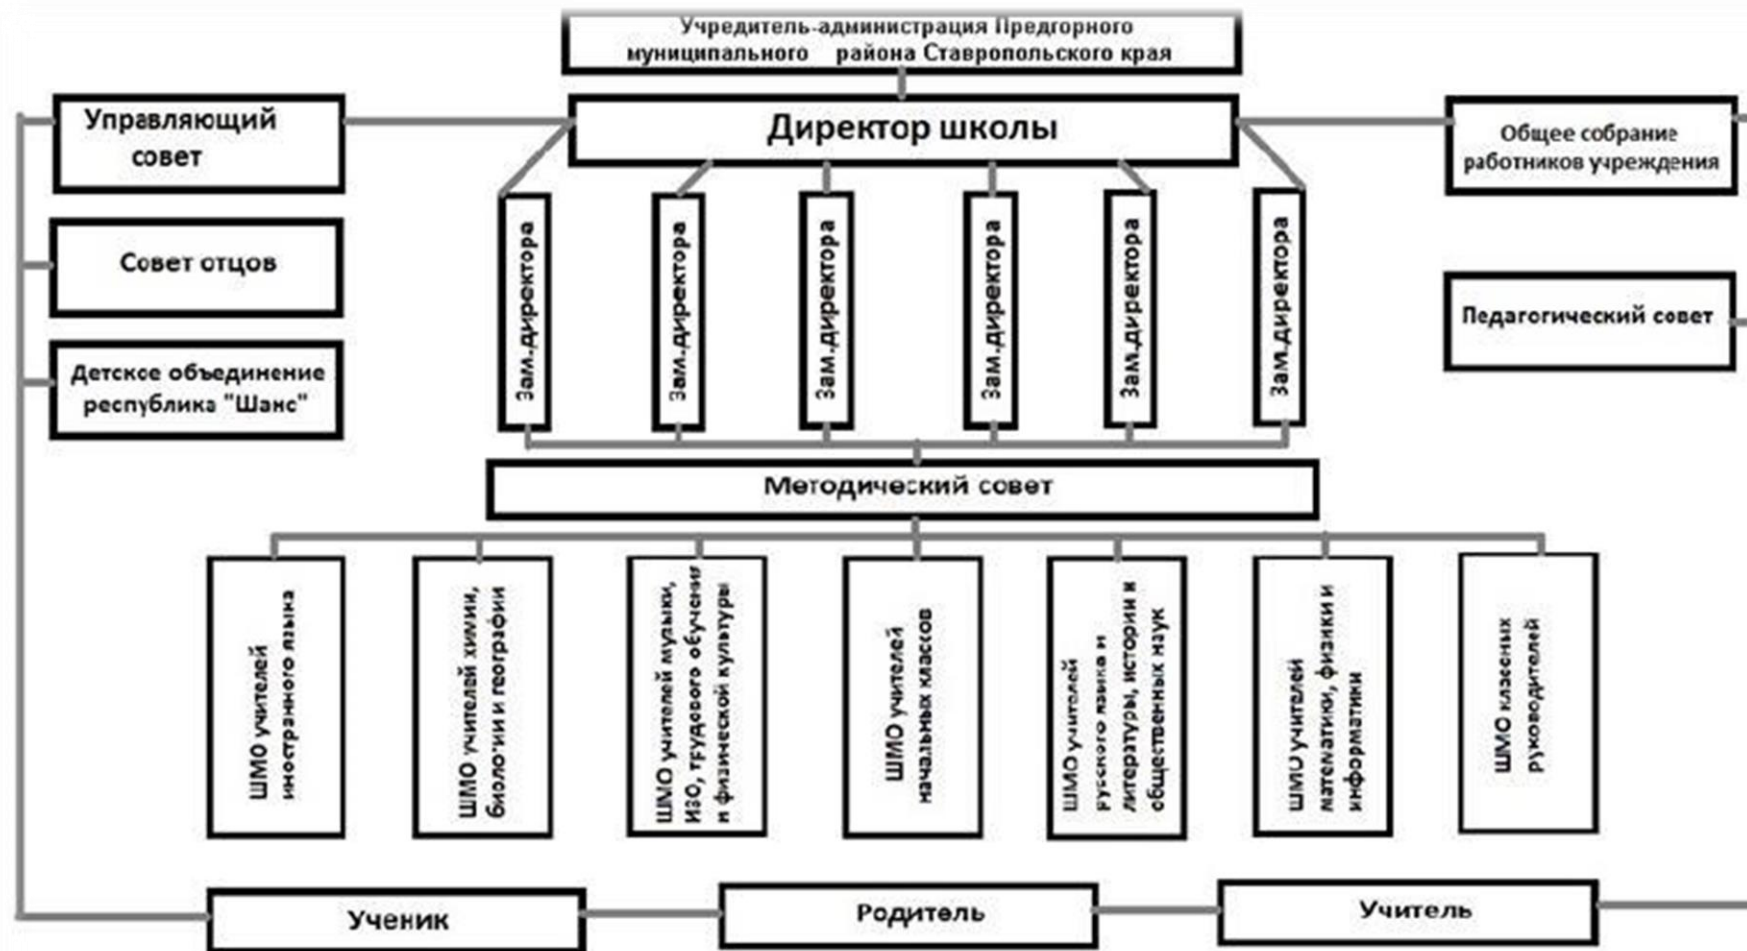 Учредитель-администрация Предгорного
муниципального района Ставропольского края
Управляющий
совет
Директор школы
Общее собрание
работников учреждения
Совет отцов
Педагогический совет
Детское объединение
республика "Шанс"
Зам.директора
Зам.директора
Зам.директора
Зам.директора
Зам.директора
Зам.директора
Методический совет
ШМО учителей
иностранного языка
ШМО учителей химии,
биологии и географии
ШМО учителей музыки,
ИЗО, трудового обучения
и физической культуры
ШМО учителей
начальных классов
ШМО учителей
русского языка и
литературы, истории и
общественных наук
ШМО учителей
математики, физики и
информатики
ШМО классных
руководителей
Ученик
Родитель
Учитель